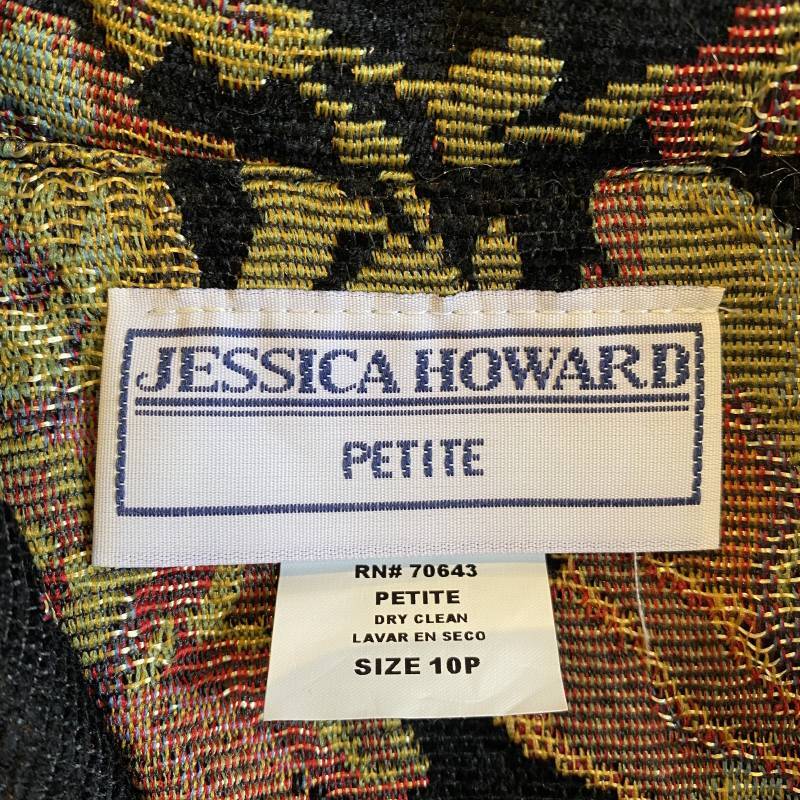 JESSICA HOWARD
PETITE
RN# 70643
PETITE
DRY CLEAN
LAVAR EN SECO
SIZE 10P